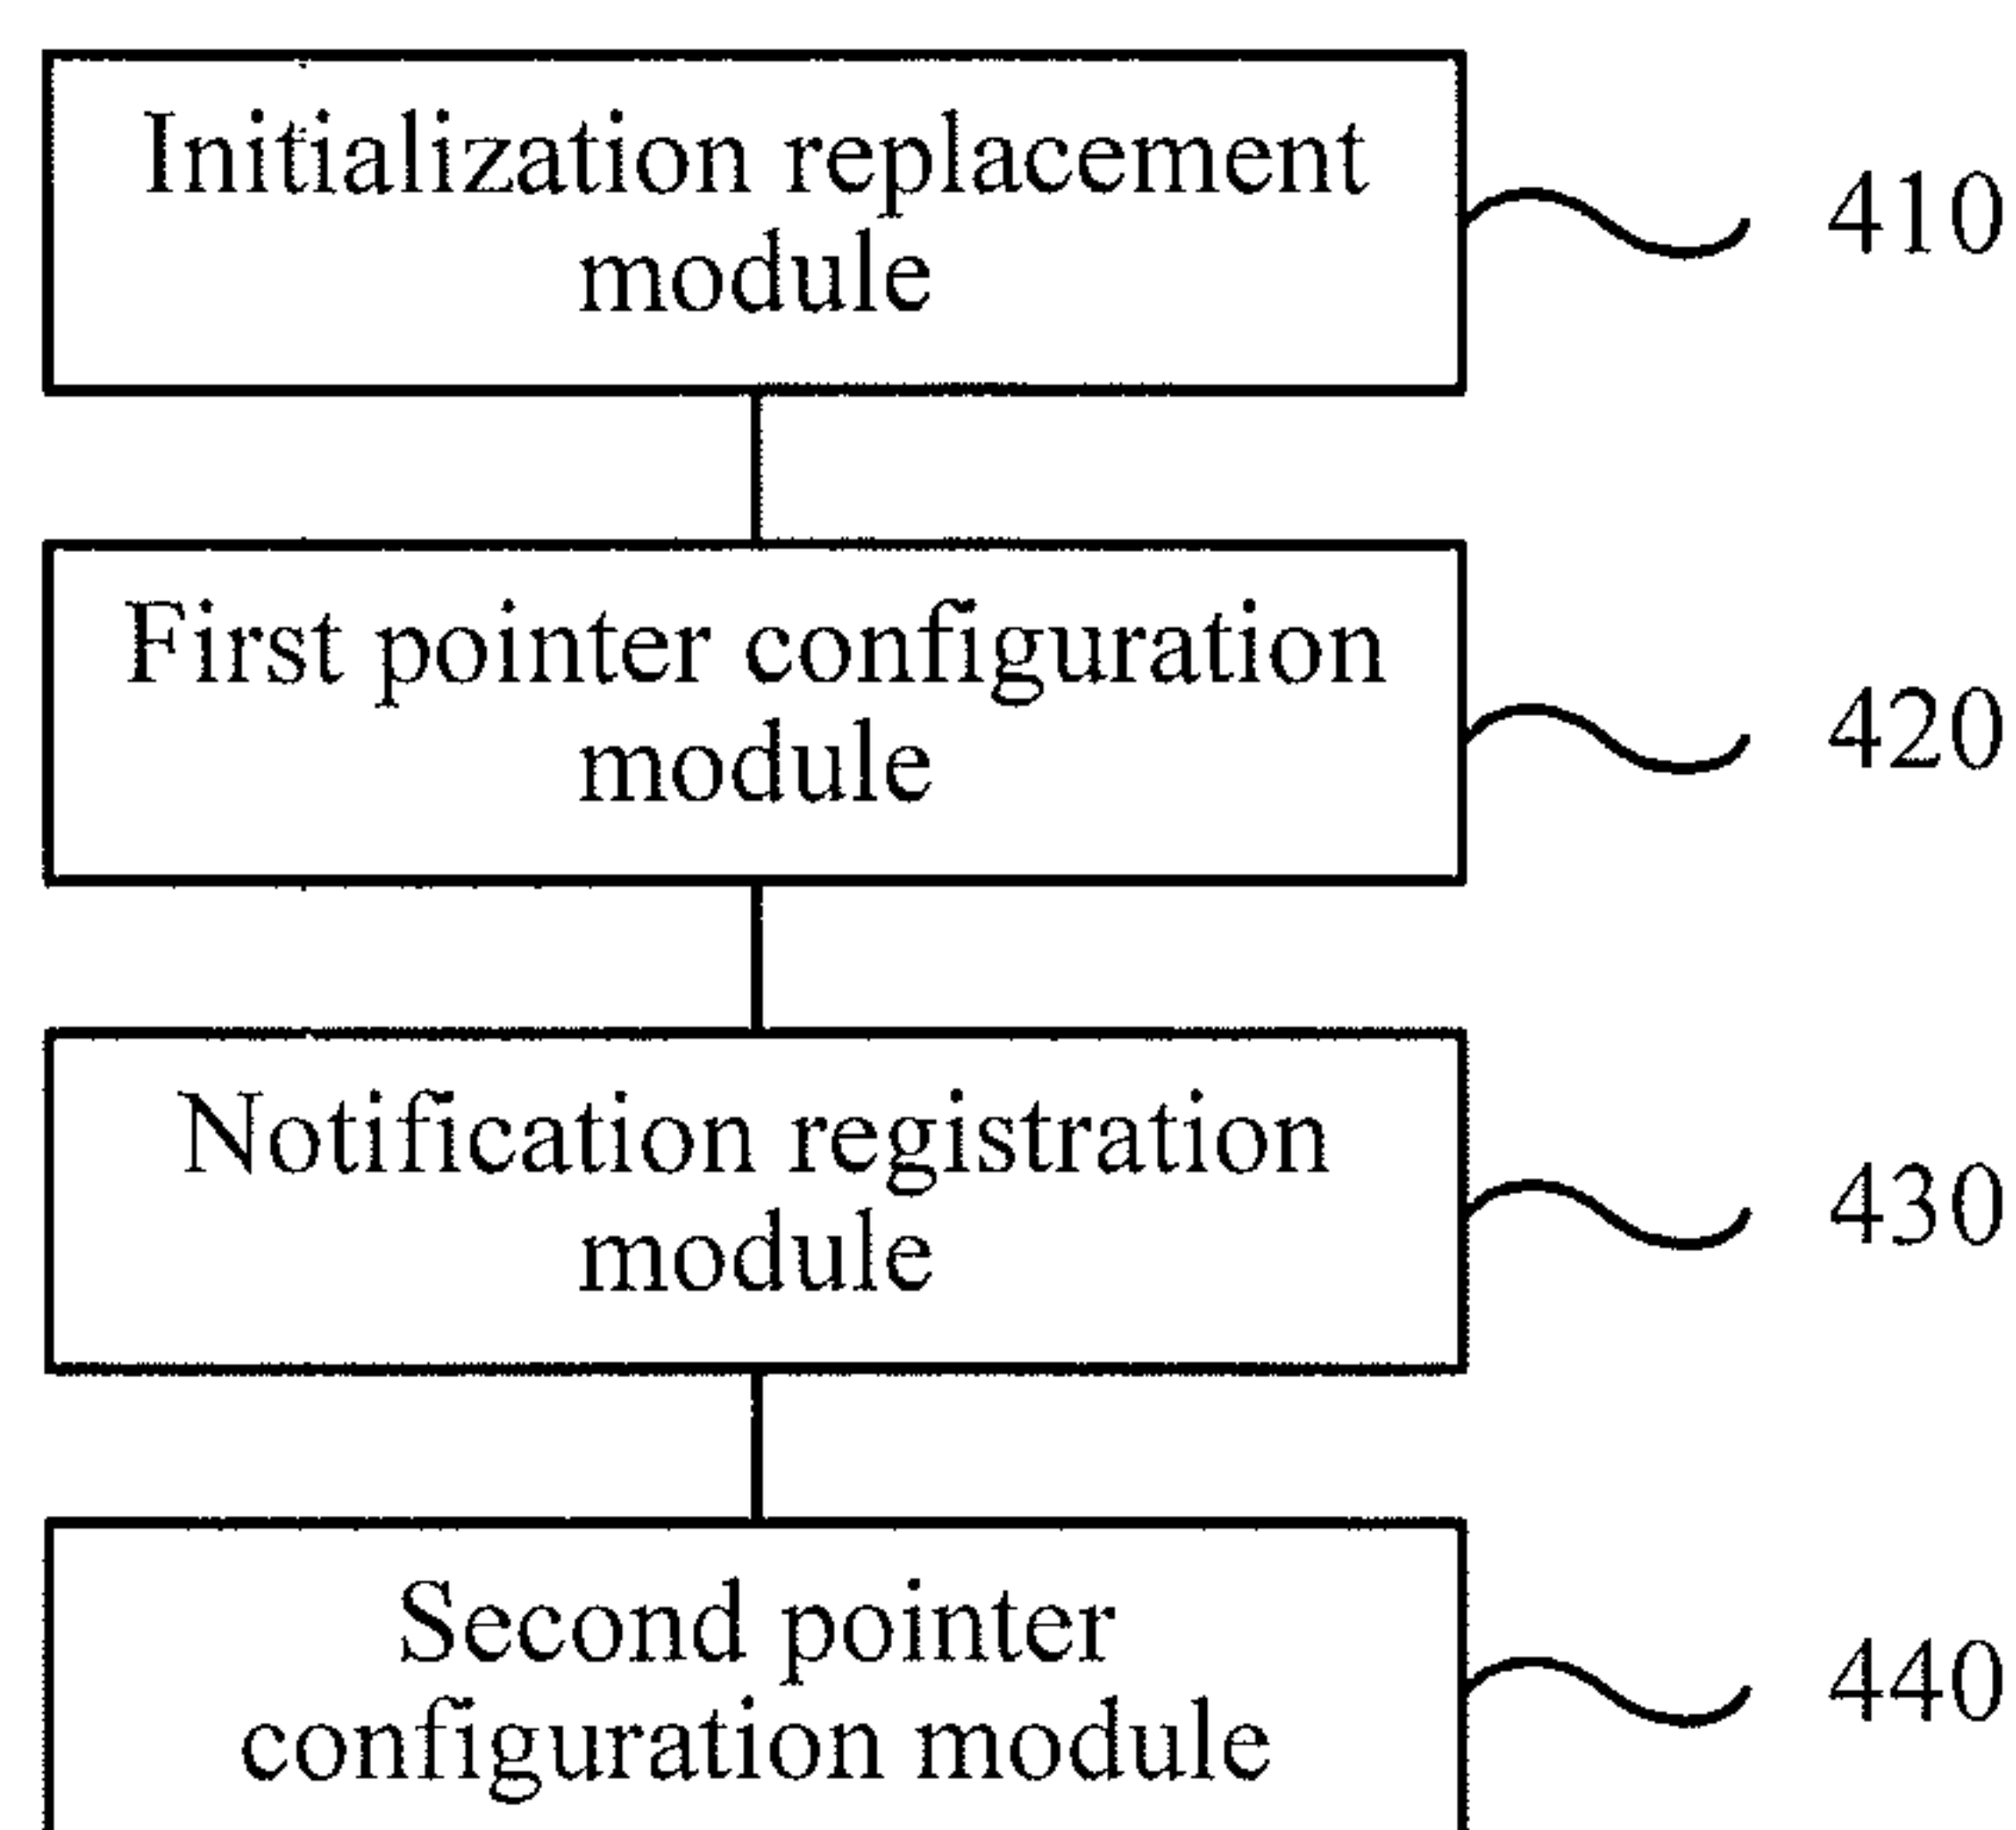 Initialization replacement
module
410
First pointer configuration
module
420
Notification registration
module
430
Second pointer
configuration module
440